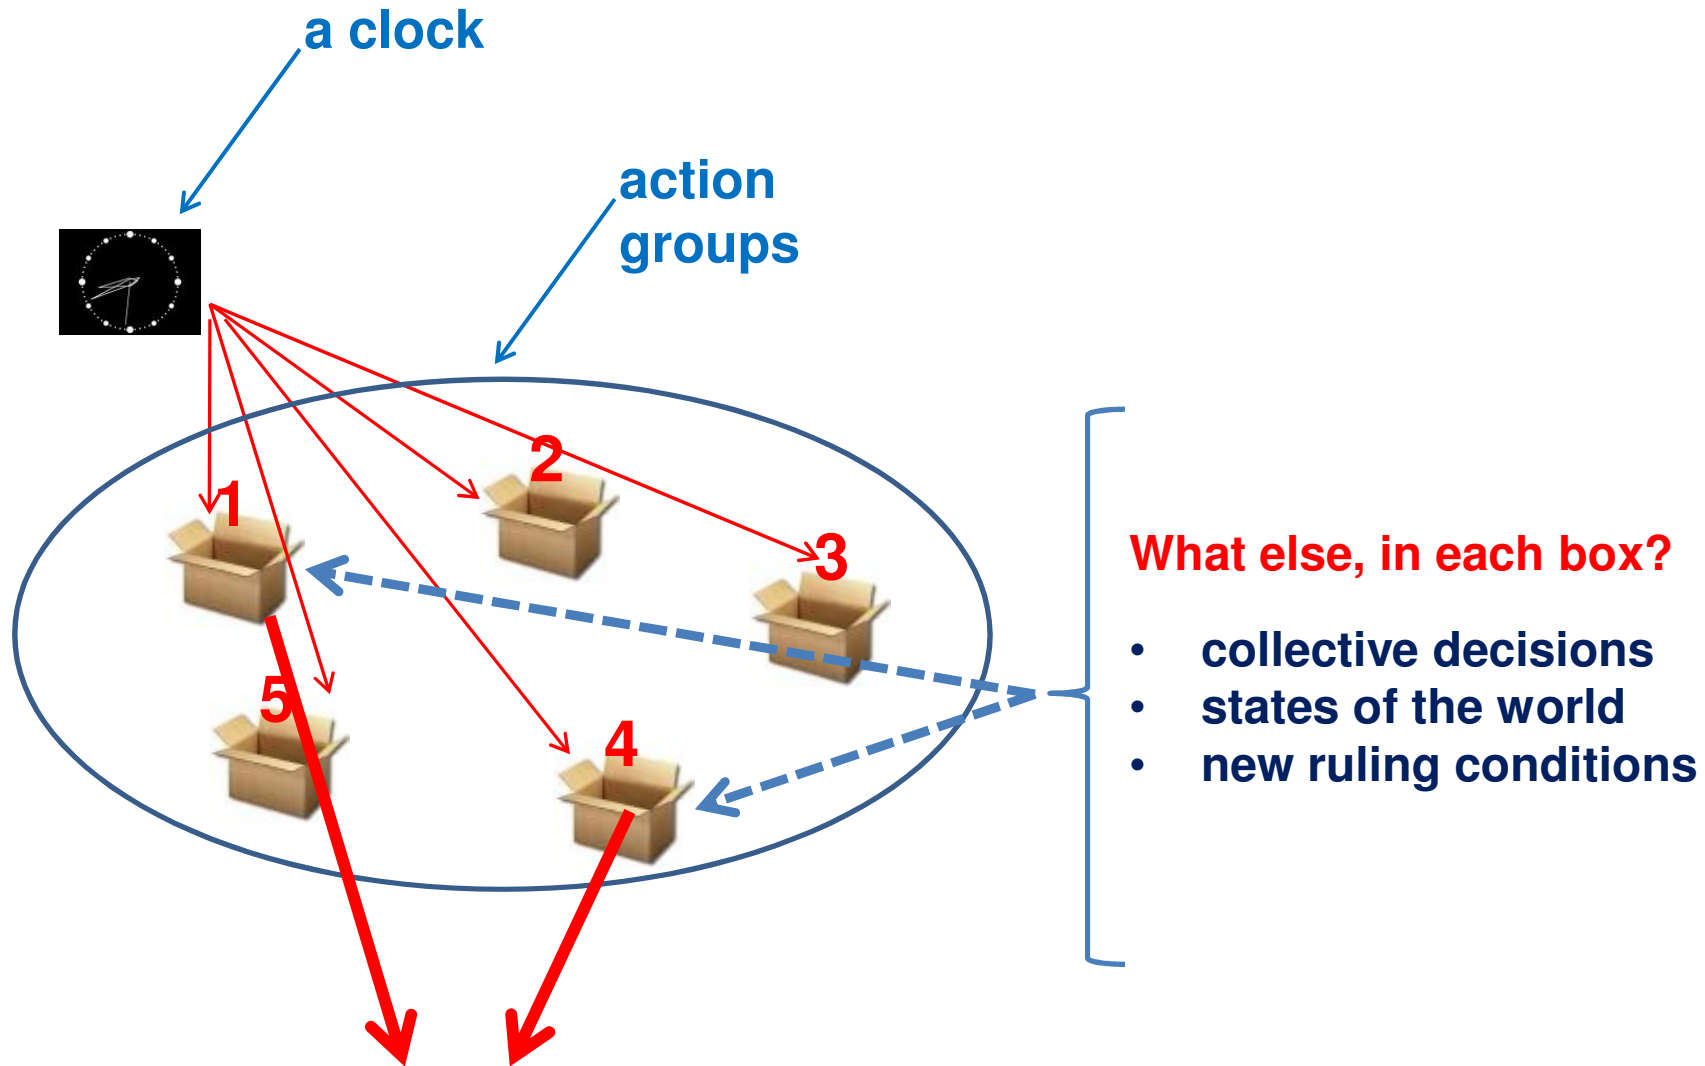 a clock
action
groups
1
2
3
4
5
What else, in each box?
• collective decisions
• states of the world
• new ruling conditions